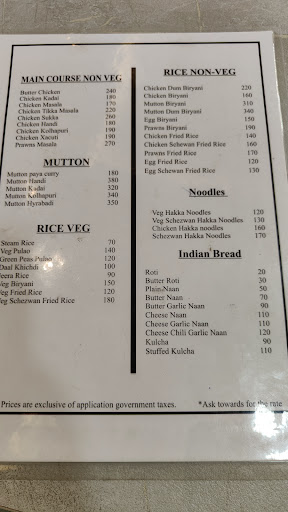 MAIN COURSE NON VEG
Butter Chicken 240
Chicken Kadai 180
Chicken Masala 170
Chicken Tikka Masala 220
Chicken Sukka 260
Chicken Handi 180
Chicken Kolhapuri 190
Chicken Xacuti 190
Prawns Masala 270
MUTTON
Mutton paya curry 180
Mutton Handi 380
Mutton Kadai 320
Mutton Kolhapuri 340
Mutton Hyrabadi 350
RICE VEG
Steam Rice 70
Veg Pulav 140
Green Peas Pulao
Daal Khichdi 100
Jeera Rice 90
Veg Biryani 150
Veg Fried Rice 120
Veg Schezwan Fried Rice 180
RICE NON-VEG
Chicken Dum Biryani 220
Chicken Biryani 160
Mutton Biryani 310
Mutton Dum Biryani 340
Egg Biryani 150
Prawns Biryani 190
Chicken Fried Rice 140
Chicken Schewan Fried Rice 160
Prawns Fried Rice 170
Egg Fried Rice 120
Egg Schewan Fried Rice 130
Noodles
Veg Hakka Noodles 120
Veg Schezwan Hakka Noodles 130
Chicken Hakka noodles 160
Schezwan Hakka Noodles 170
Indian Bread
Roti 20
Butter Roti 30
Plain Naan 50
Butter Naan 70
Butter Garlic Naan 90
Cheese Naan 110
Cheese Garlic Naan 110
Cheese Chili Garlic Naan 120
Kulcha 90
Stuffed Kulcha 110
Prices are exclusive of application government taxes. *Ask towards for the rate